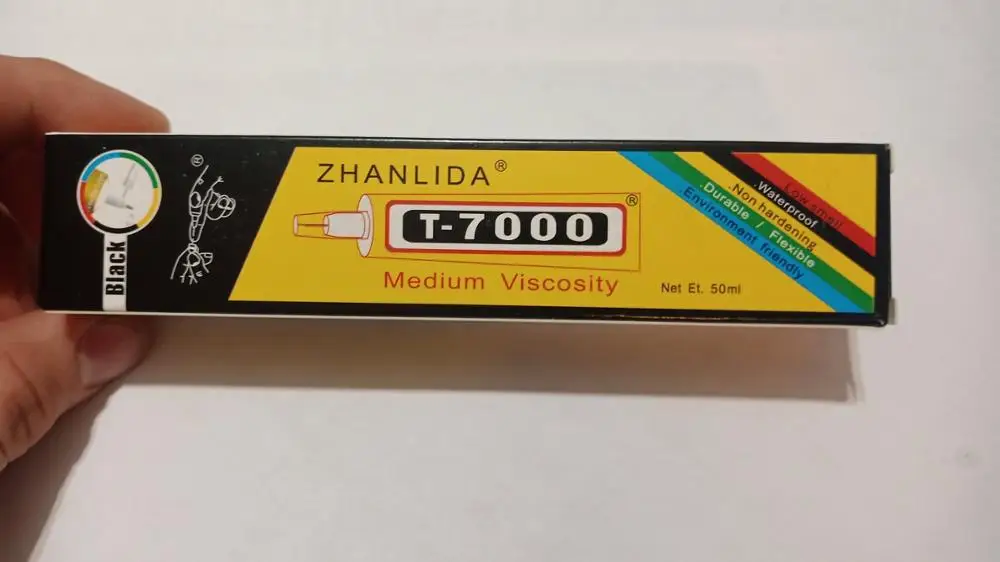 Black
®
ZHANLIDA®
T-7000®
Medium Viscosity
Net Et. 50ml
Low smell
.Waterproof
.Non hardening
.Durable / Flexible
.Environment friendly